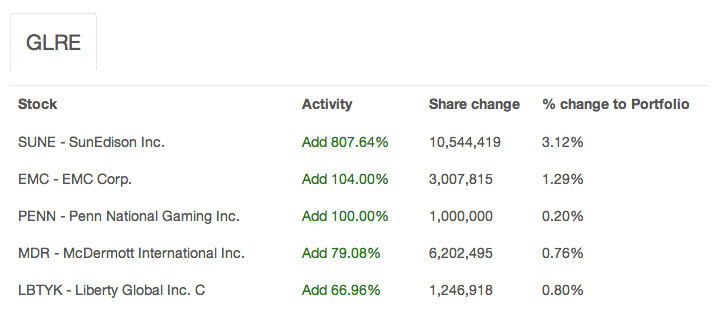 GLRE
Stock Activity Share change % change to Portfolio
SUNE - SunEdison Inc. Add 807.64% 10,544,419 3.12%
EMC - EMC Corp. Add 104.00% 3,007,815 1.29%
PENN - Penn National Gaming Inc. Add 100.00% 1,000,000 0.20%
MDR - McDermott International Inc. Add 79.08% 6,202,495 0.76%
LBTYK - Liberty Global Inc. C Add 66.96% 1,246,918 0.80%